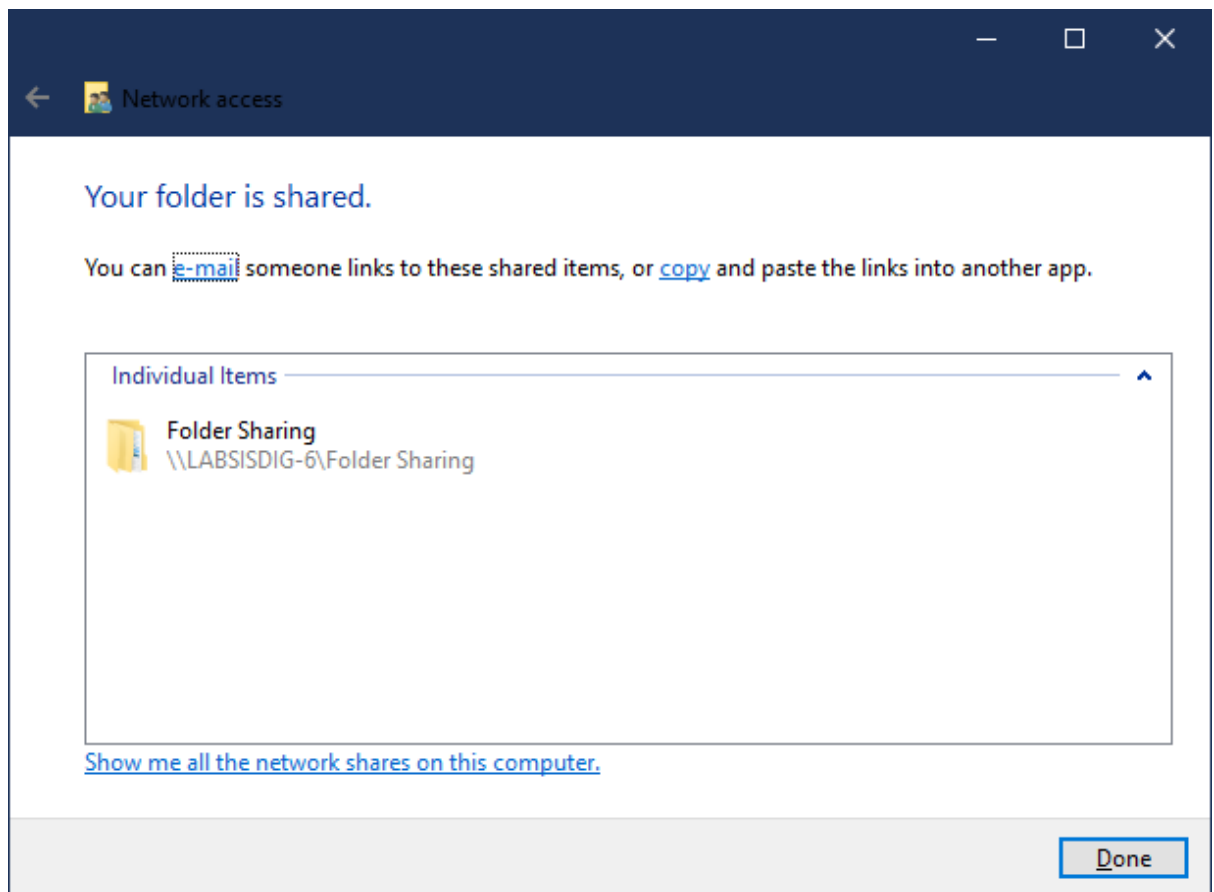 Network access
Your folder is shared.
You can e-mail someone links to these shared items, or copy and paste the links into another app.
Individual Items
Folder Sharing
\\LABSISDIG-6\Folder Sharing
Show me all the network shares on this computer.
Done